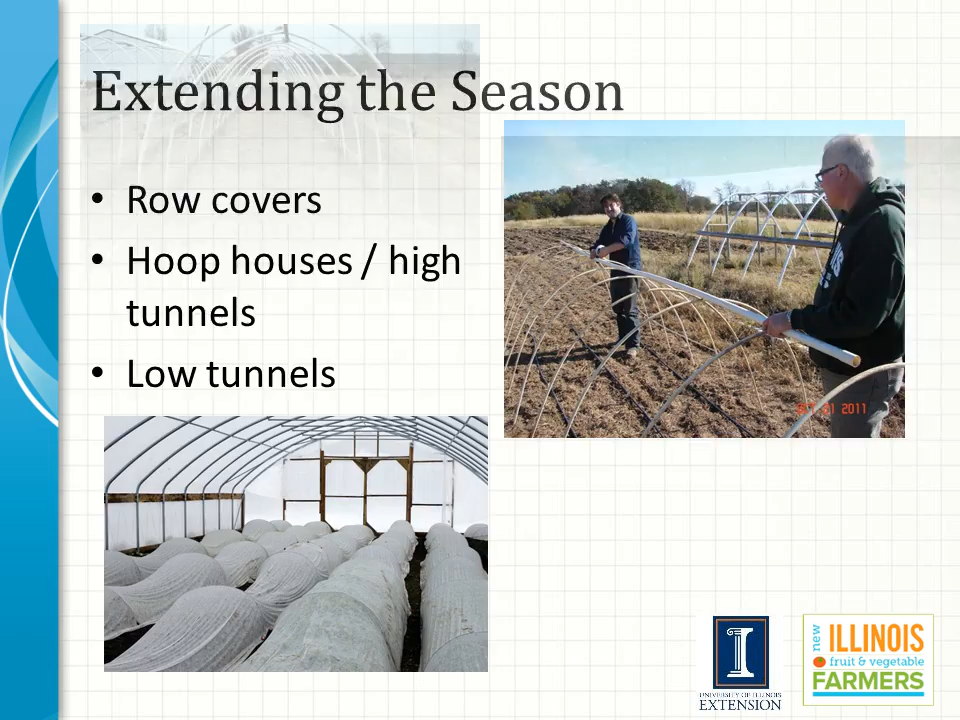 Extending the Season
• Row covers
• Hoop houses / high
tunnels
• Low tunnels
OCT 21 2011
I
UNIVERSITY OF ILLINOIS
EXTENSION
new
ILLINOIS
fruit & vegetable
FARMERS